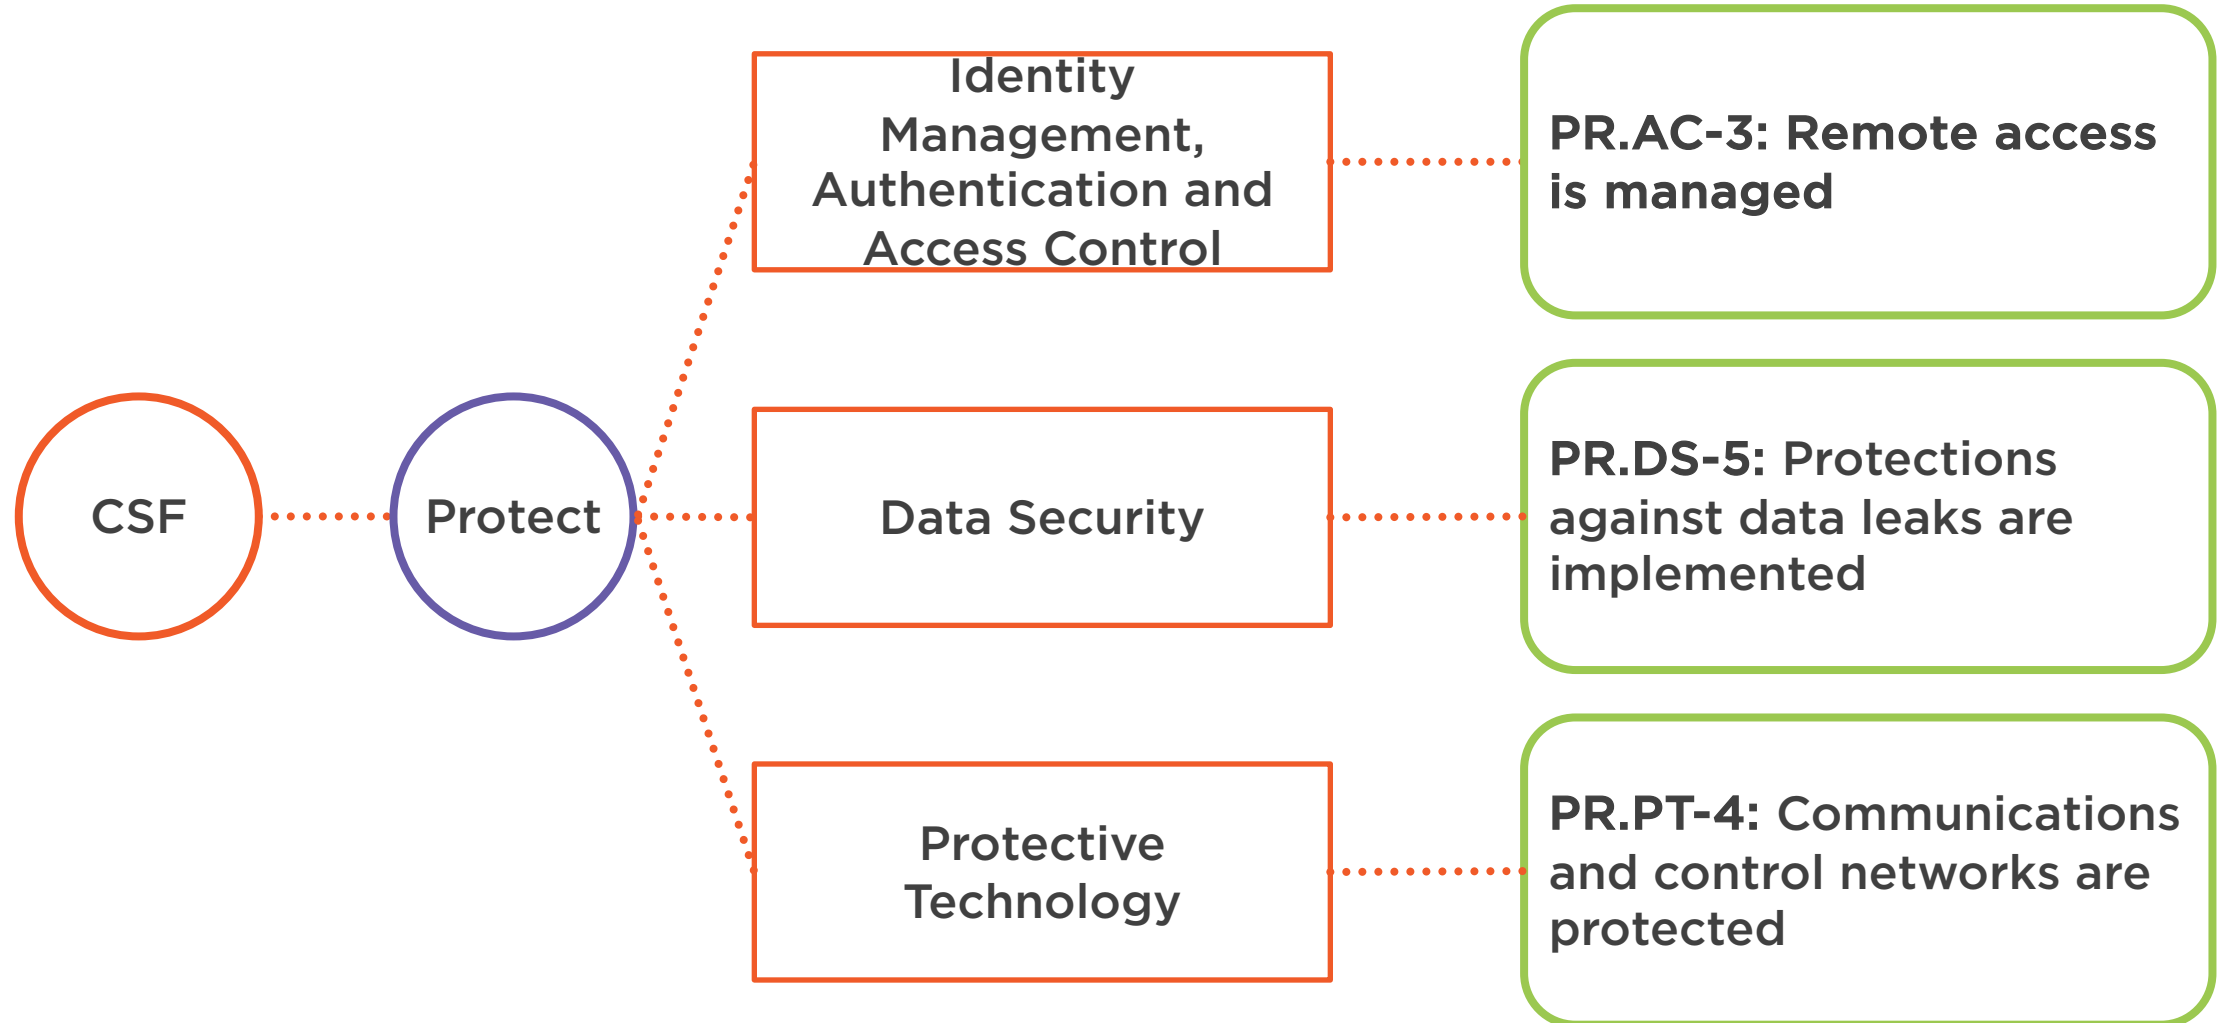 CSF
Protect
Identity
Management,
Authentication and
Access Control
PR.AC-3: Remote access
is managed
Data Security
PR.DS-5: Protections
against data leaks are
implemented
Protective
Technology
PR.PT-4: Communications
and control networks are
protected